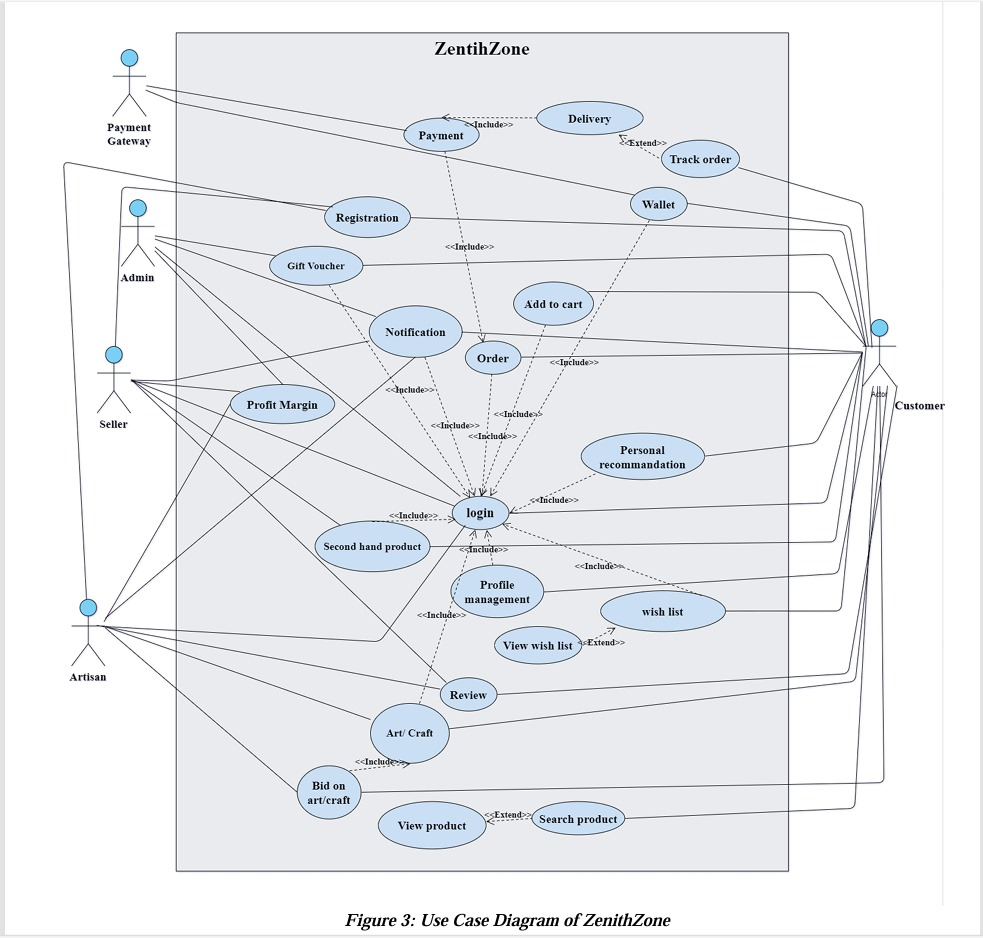 ZentihZone
Payment
Gateway
Payment
<<Include>>
Delivery
<<Extend>>
Track order
Wallet
Registration
Admin
<<Include>>
Gift Voucher
Add to cart
Notification
Order
<<Include>>
<<Include>>
Seller
Profit Margin
Actor
Customer
<<Include>>
<<Include>>
<<Include>>
Personal
recommandation
<<Include>>
login
<<Include>>
Second hand product
<<Include>>
<<Include>>
Profile
management
<<Include>>
wish list
View wish list
<<Extend>>
Artisan
Review
Art/ Craft
<<Include>>
Bid on
art/craft
View product
<<Extend>>
Search product
Figure 3: Use Case Diagram of ZenithZone